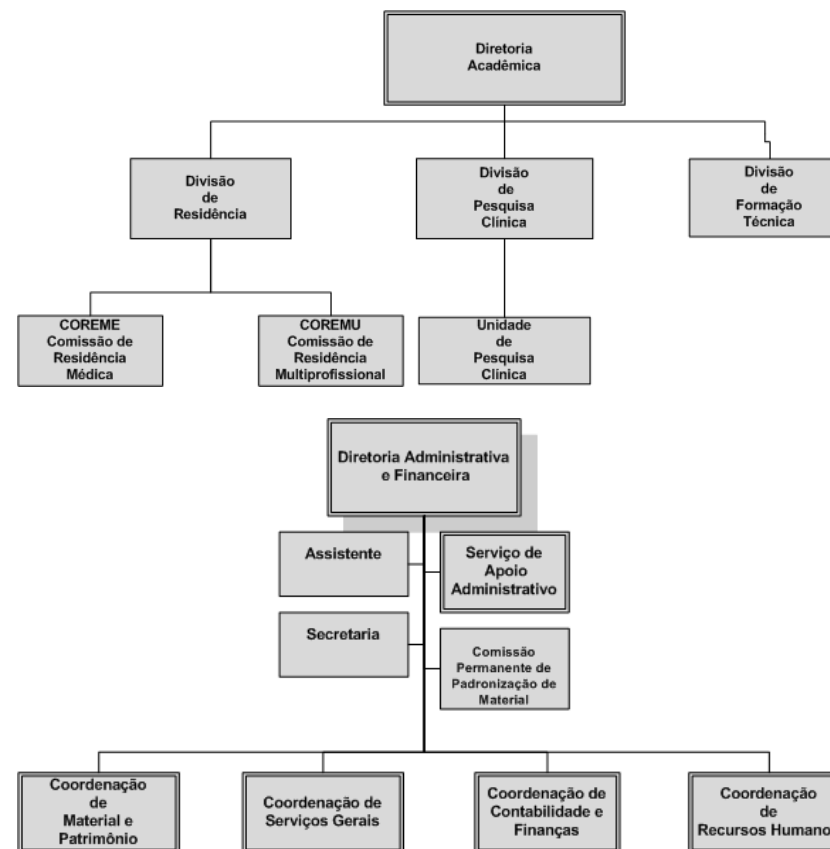 Diretoria
Acadêmica
Divisão
de
Residência
Divisão
de
Pesquisa
Clínica
Divisão
de
Formação
Técnica
COREME
Comissão de
Residência
Médica
COREMU
Comissão de
Residência
Multiprofissional
Unidade
de
Pesquisa
Clínica
Diretoria Administrativa
e Financeira
Assistente
Serviço de
Apoio
Administrativo
Secretaria
Comissão
Permanente de
Padronização de
Material
Coordenação
de
Material e
Patrimônio
Coordenação de
Serviços Gerais
Coordenação de
Contabilidade e
Finanças
Coordenação
de
Recursos Humano